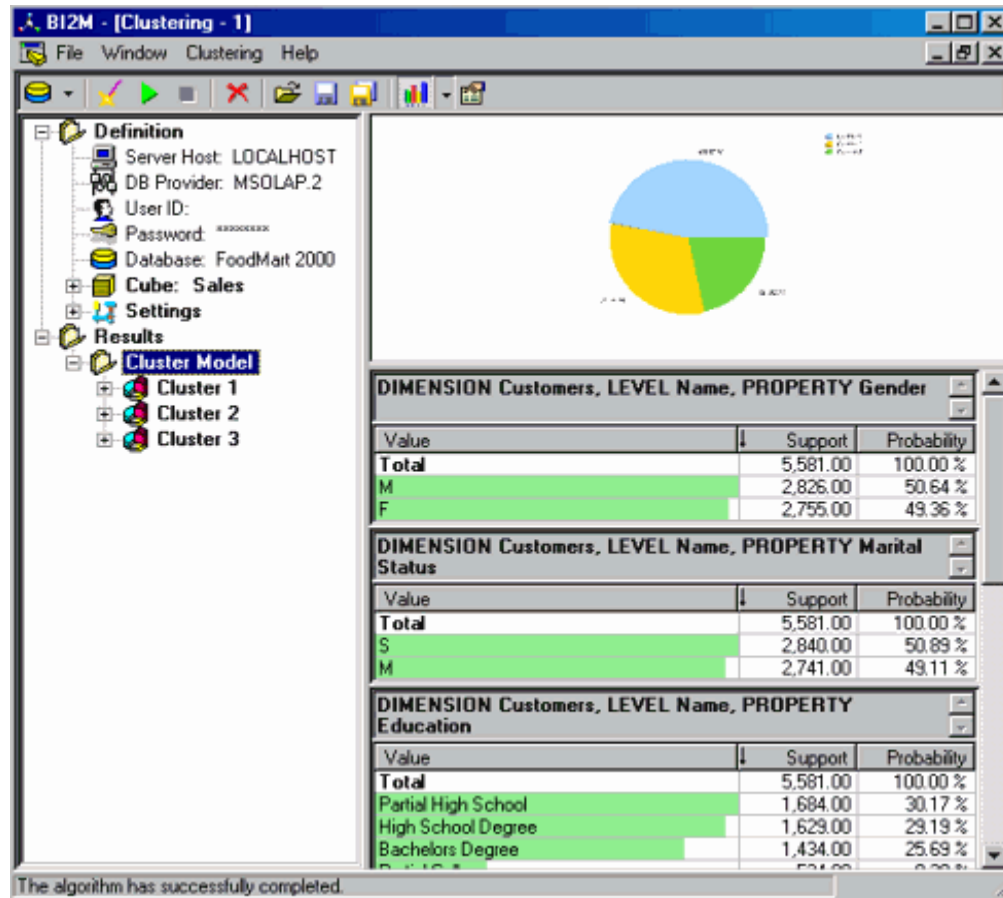 BI2M - [Clustering - 1]
File Window Clustering Help
Definition
Server Host: LOCALHOST
DB Provider: MSOLAP.2
User ID:
Password: ********
Database: FoodMart 2000
Cube: Sales
Settings
Results
Cluster Model
Cluster 1
Cluster 2
Cluster 3
DIMENSION Customers, LEVEL Name, PROPERTY Gender
Value Support Probability
Total 5,581.00 100.00 %
M 2,826.00 50.64 %
F 2,755.00 49.36 %
DIMENSION Customers, LEVEL Name, PROPERTY Marital
Status
Value Support Probability
Total 5,581.00 100.00 %
S 2,840.00 50.89 %
M 2,741.00 49.11 %
DIMENSION Customers, LEVEL Name, PROPERTY
Education
Value Support Probability
Total 5,581.00 100.00 %
Partial High School 1,684.00 30.17 %
High School Degree 1,629.00 29.19 %
Bachelors Degree 1,434.00 25.69 %
The algorithm has successfully completed.